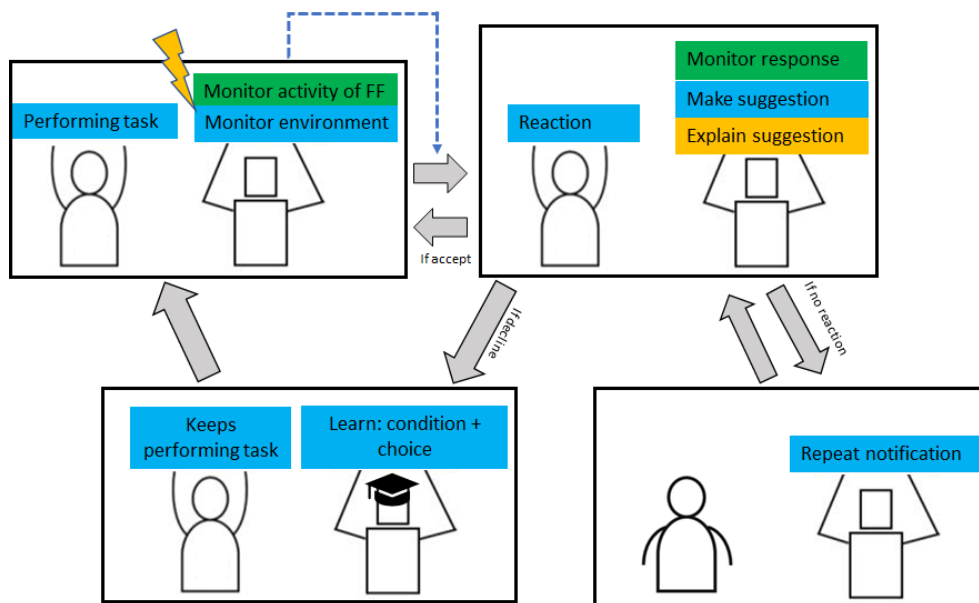 Performing task
Monitor activity of FF
Monitor environment
Reaction
Monitor response
Make suggestion
Explain suggestion
If accept
If decline
If no reaction
Keeps
performing task
Learn: condition +
choice
Repeat notification